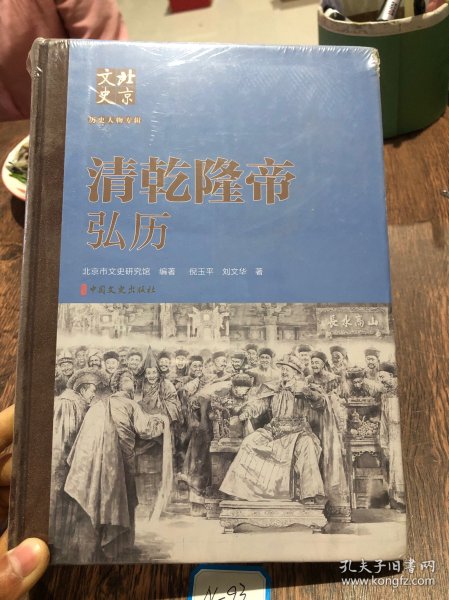 北京
文史
历史人物专辑
清乾隆帝
弘历
北京市文史研究馆 编著 倪玉平 刘文华 著
中国文史出版社
長水高山
N-93
孔夫子旧书网
www.kongfz.com